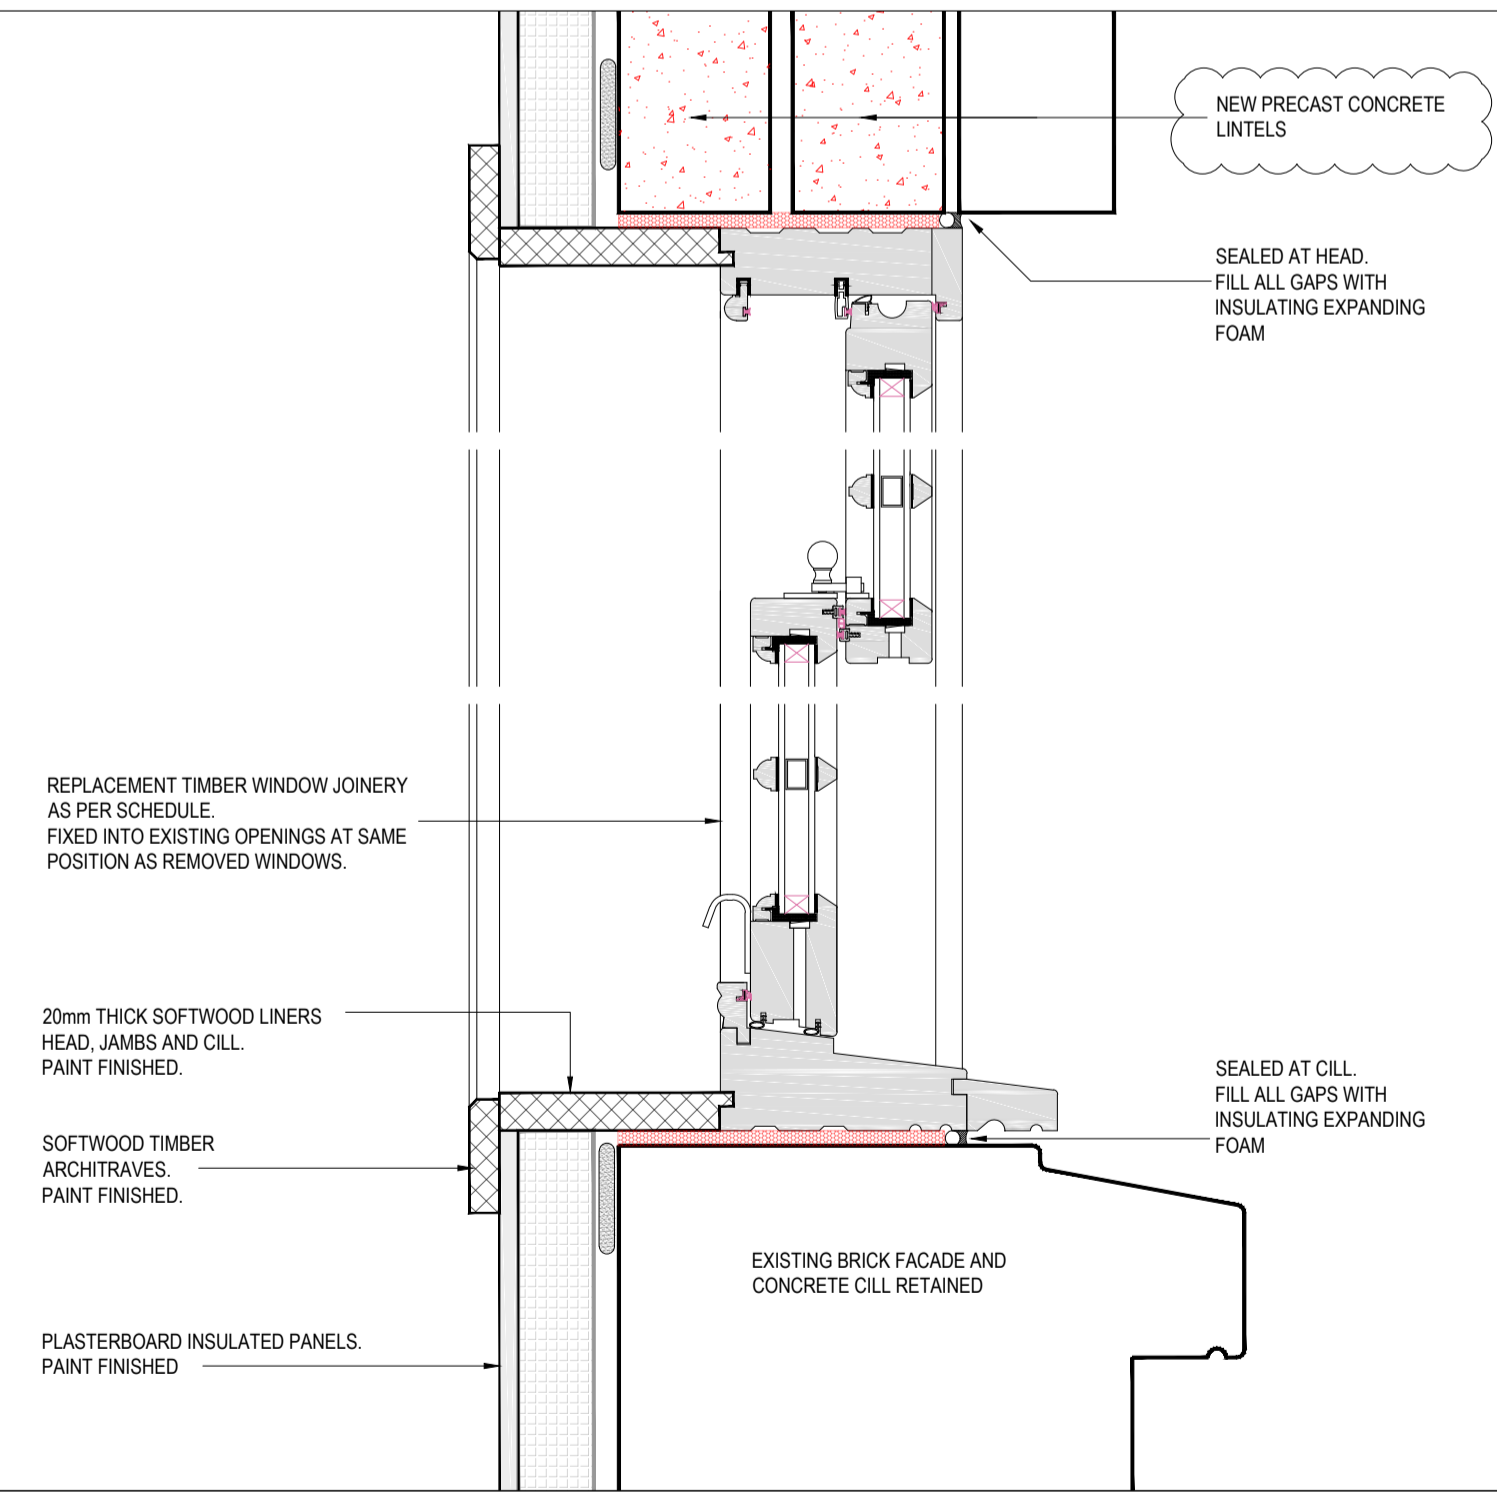 NEW PRECAST CONCRETE
LINTELS
SEALED AT HEAD.
FILL ALL GAPS WITH
INSULATING EXPANDING
FOAM
REPLACEMENT TIMBER WINDOW JOINERY
AS PER SCHEDULE.
FIXED INTO EXISTING OPENINGS AT SAME
POSITION AS REMOVED WINDOWS.
20mm THICK SOFTWOOD LINERS
HEAD, JAMBS AND CILL.
PAINT FINISHED.
SEALED AT CILL.
FILL ALL GAPS WITH
INSULATING EXPANDING
FOAM
SOFTWOOD TIMBER
ARCHITRAVES.
PAINT FINISHED.
EXISTING BRICK FACADE AND
CONCRETE CILL RETAINED
PLASTERBOARD INSULATED PANELS.
PAINT FINISHED